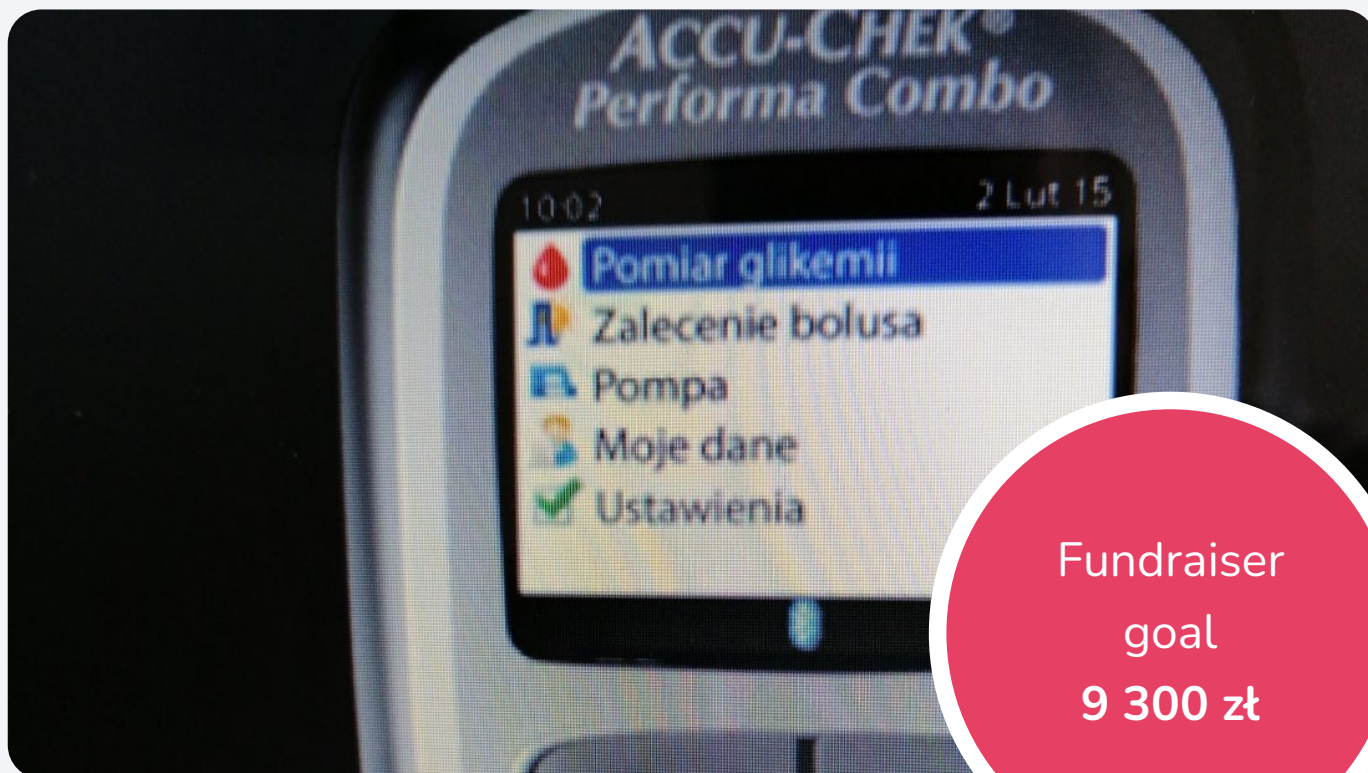 ACCU-CHEK®
Performa Combo
10:02 2 Lut 15
Pomiar glikemii
Zalecenie bolusa
Pompa
Moje dane
Ustawienia
Fundraiser
goal
9 300 zł